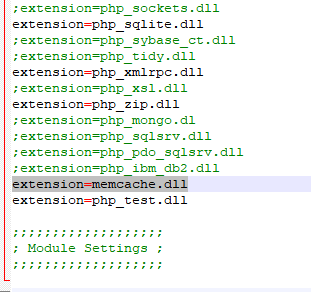 ;extension=php_sockets.dll
extension=php_sqlite.dll
;extension=php_sybase_ct.dll
;extension=php_tidy.dll
extension=php_xmlrpc.dll
;extension=php_xsl.dll
extension=php_zip.dll
;extension=php_mongo.dl
;extension=php_sqlsrv.dll
;extension=php_pdo_sqlsrv.dll
;extension=php_ibm_db2.dll
extension=memcache.dll
extension=php_test.dll
;;;;;;;;;;;;;;;;;;;
; Module Settings ;
;;;;;;;;;;;;;;;;;;;